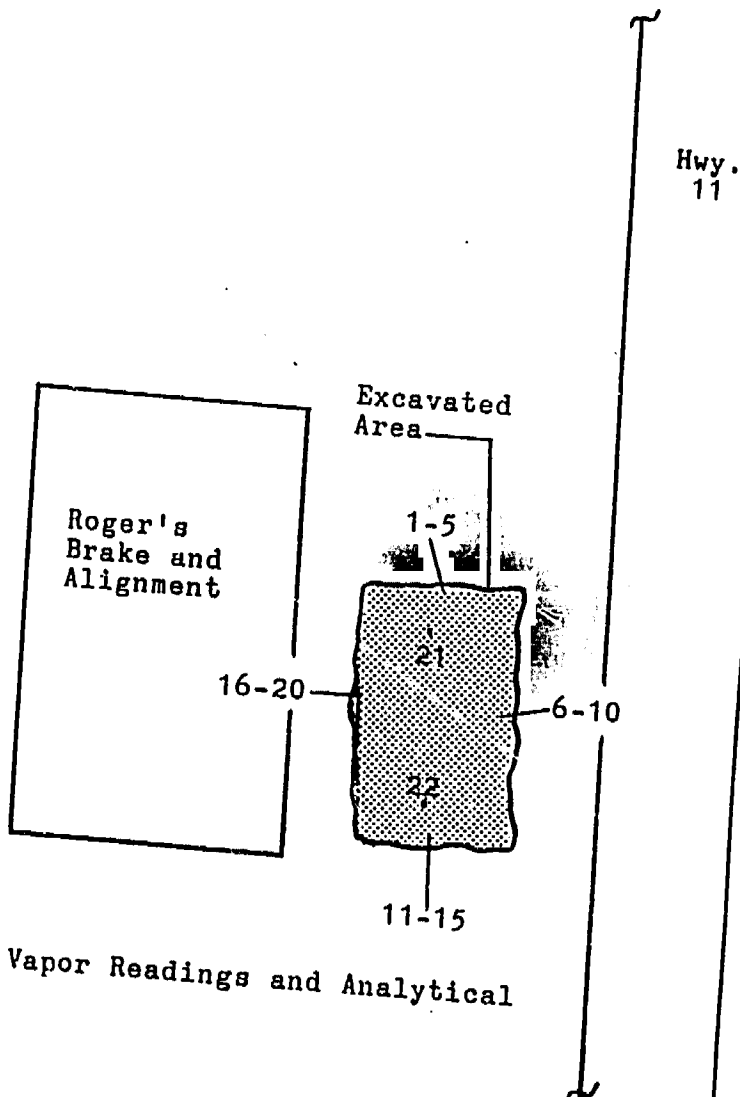 Hwy.
11
Excavated
Area
1-5
Roger's
Brake and
Alignment
21
16-20
6-10
22
11-15
Vapor Readings and Analytical